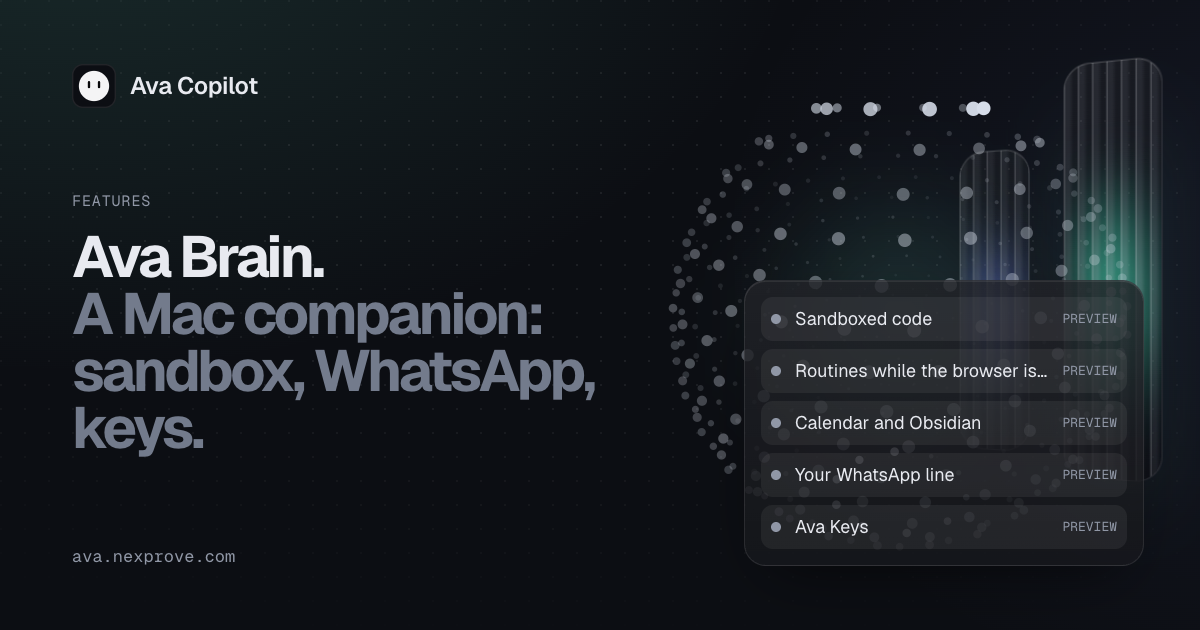 Ava Copilot
FEATURES
Ava Brain.
A Mac companion:
sandbox, WhatsApp,
keys.
Sandboxed code PREVIEW
Routines while the browser is… PREVIEW
Calendar and Obsidian PREVIEW
Your WhatsApp line PREVIEW
Ava Keys PREVIEW
ava.nexprove.com